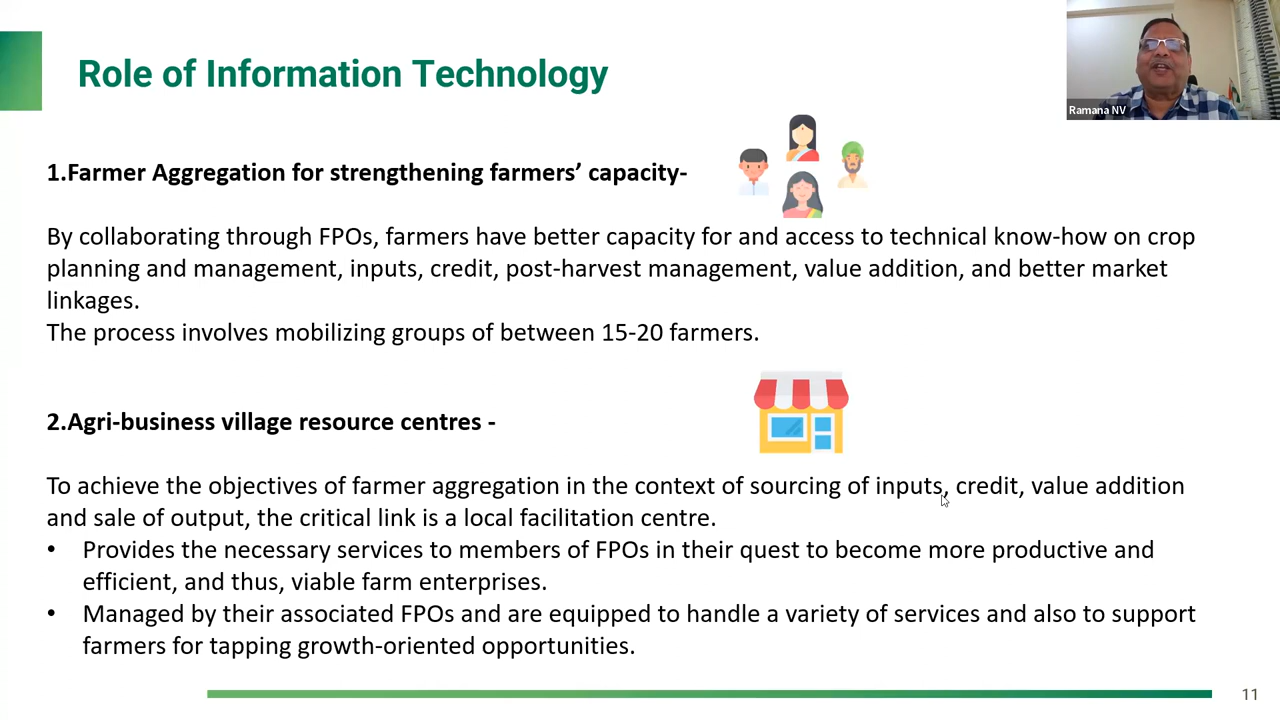 Role of Information Technology
Ramana NV
1.Farmer Aggregation for strengthening farmers’ capacity-
By collaborating through FPOs, farmers have better capacity for and access to technical know-how on crop
planning and management, inputs, credit, post-harvest management, value addition, and better market
linkages.
The process involves mobilizing groups of between 15-20 farmers.
2.Agri-business village resource centres -
To achieve the objectives of farmer aggregation in the context of sourcing of inputs, credit, value addition
and sale of output, the critical link is a local facilitation centre.
• Provides the necessary services to members of FPOs in their quest to become more productive and
efficient, and thus, viable farm enterprises.
• Managed by their associated FPOs and are equipped to handle a variety of services and also to support
farmers for tapping growth-oriented opportunities.
11